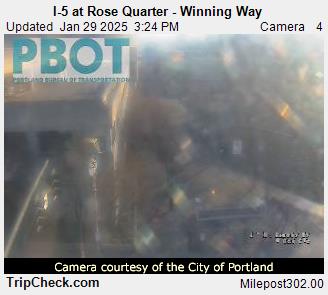 I-5 at Rose Quarter - Winning Way
Updated Jan 29 2025 3:24 PM Camera 4
PBOT
PORTLAND BUREAU OF TRANSPORTATION
Camera courtesy of the City of Portland
TripCheck.com Milepost302.00